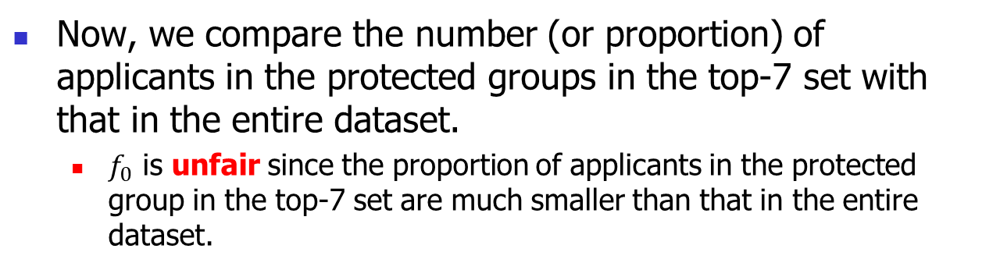 Now, we compare the number (or proportion) of
applicants in the protected groups in the top-7 set with
that in the entire dataset.
f₀ is unfair since the proportion of applicants in the protected
group in the top-7 set are much smaller than that in the entire
dataset.